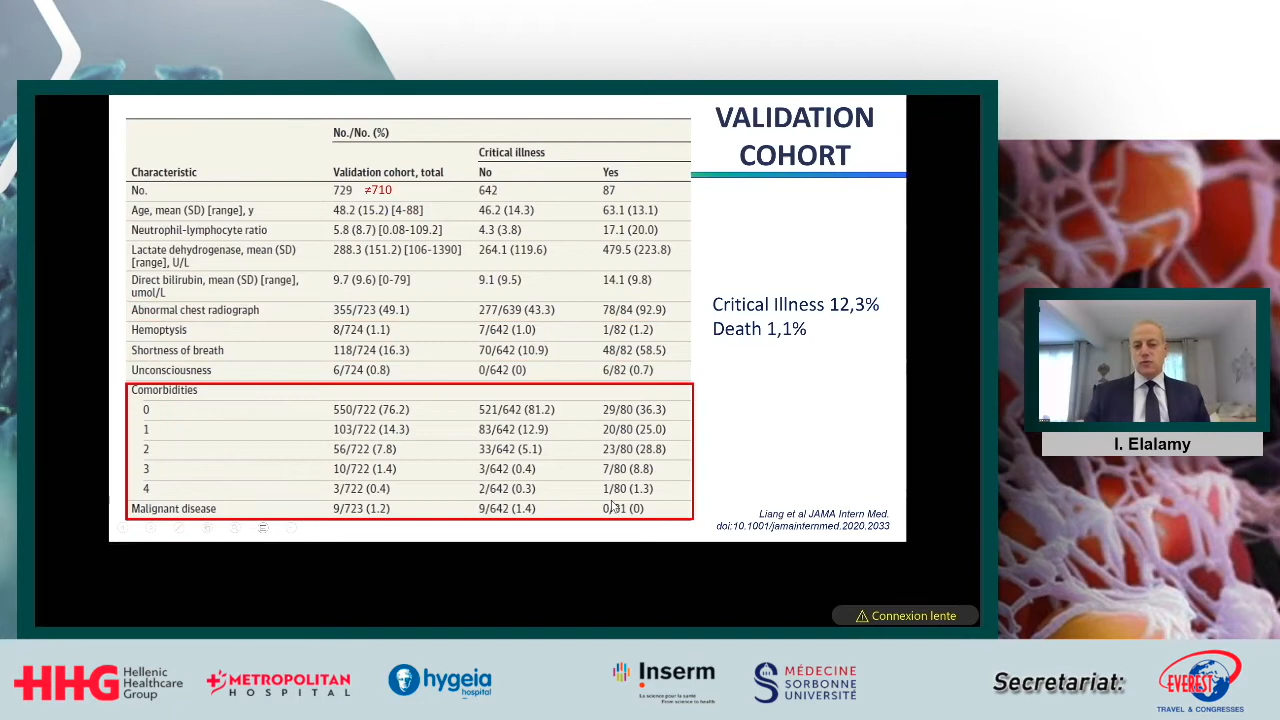 VALIDATION
COHORT
No./No. (%)
Critical illness
Characteristic Validation cohort, total No Yes
No. 729 ≠710 642 87
Age, mean (SD) [range], y 48.2 (15.2) [4-88] 46.2 (14.3) 63.1 (13.1)
Neutrophil-lymphocyte ratio 5.8 (8.7) [0.08-109.2] 4.3 (3.8) 17.1 (20.0)
Lactate dehydrogenase, mean (SD) 288.3 (151.2) [106-1390] 264.1 (119.6) 479.5 (223.8)
[range], U/L
Direct bilirubin, mean (SD) [range], 9.7 (9.6) [0-79] 9.1 (9.5) 14.1 (9.8)
umol/L
Abnormal chest radiograph 355/723 (49.1) 277/639 (43.3) 78/84 (92.9)
Hemoptysis 8/724 (1.1) 7/642 (1.0) 1/82 (1.2)
Shortness of breath 118/724 (16.3) 70/642 (10.9) 48/82 (58.5)
Unconsciousness 6/724 (0.8) 0/642 (0) 6/82 (0.7)
Comorbidities
0 550/722 (76.2) 521/642 (81.2) 29/80 (36.3)
1 103/722 (14.3) 83/642 (12.9) 20/80 (25.0)
2 56/722 (7.8) 33/642 (5.1) 23/80 (28.8)
3 10/722 (1.4) 3/642 (0.4) 7/80 (8.8)
4 3/722 (0.4) 2/642 (0.3) 1/80 (1.3)
Malignant disease 9/723 (1.2) 9/642 (1.4) (0)
Critical Illness 12,3%
Death 1,1%
Liang et al JAMA Intern Med.
doi:10.1001/jamainternmed.2020.2033
I. Elalamy
⚠ Connexion lente
HHG Hellenic
Healthcare
Group
METROPOLITAN
HOSPITAL
hygeia
hospital
Inserm
La science pour la santé
From science to health
MÉDECINE
SORBONNE
UNIVERSITÉ
Secretariat:
EVEREST
TRAVEL & CONGRESSES